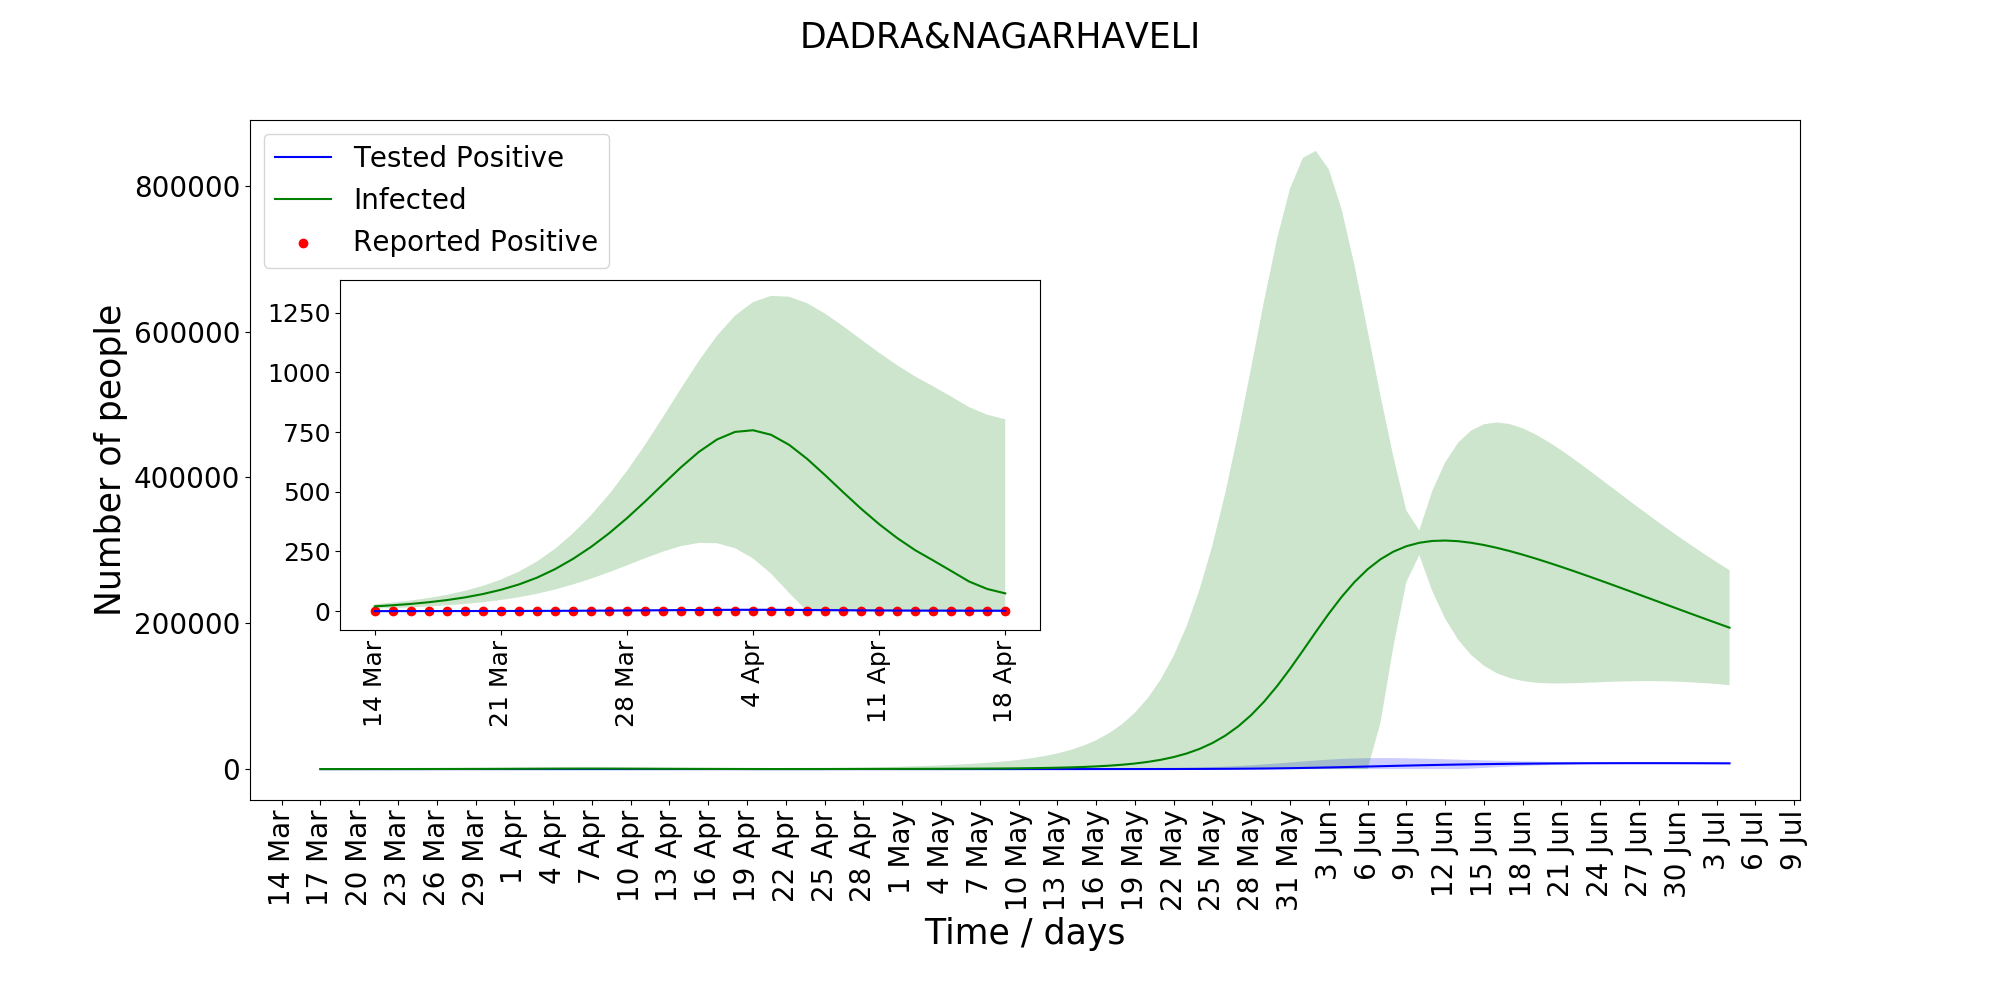 DADRA&NAGARHAVELI
Tested Positive
Infected
Reported Positive
Number of people
800000
600000
400000
200000
0
1250
1000
750
500
250
0
14 Mar
21 Mar
28 Mar
4 Apr
11 Apr
18 Apr
14 Mar
17 Mar
20 Mar
23 Mar
26 Mar
29 Mar
1 Apr
4 Apr
7 Apr
10 Apr
13 Apr
16 Apr
19 Apr
22 Apr
25 Apr
28 Apr
1 May
4 May
7 May
10 May
13 May
16 May
19 May
22 May
25 May
28 May
31 May
3 Jun
6 Jun
9 Jun
12 Jun
15 Jun
18 Jun
21 Jun
24 Jun
27 Jun
30 Jun
3 Jul
6 Jul
9 Jul
Time / days